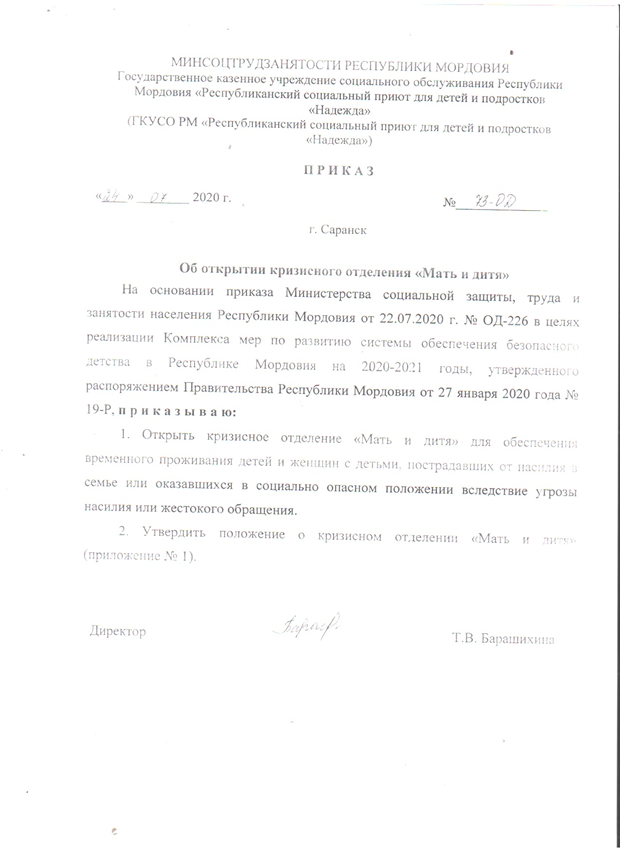 МИНСОЦТРУДЗАНЯТОСТИ РЕСПУБЛИКИ МОРДОВИЯ
Государственное казенное учреждение социального обслуживания Республики
Мордовия «Республиканский социальный приют для детей и подростков
«Надежда»
(ГКУСО РМ «Республиканский социальный приют для детей и подростков
«Надежда»)
П Р И К А З
«24» 07 2020 г. № 73-ОД
г. Саранск
Об открытии кризисного отделения «Мать и дитя»
На основании приказа Министерства социальной защиты, труда и
занятости населения Республики Мордовия от 22.07.2020 г. № ОД-226 в целях
реализации Комплекса мер по развитию системы обеспечения безопасного
детства в Республике Мордовия на 2020-2021 годы, утвержденного
распоряжением Правительства Республики Мордовия от 27 января 2020 года №
19-Р, п р и к а з ы в а ю:
1. Открыть кризисное отделение «Мать и дитя» для обеспечения
временного проживания детей и женщин с детьми, пострадавших от насилия в
семье или оказавшихся в социально опасном положении вследствие угрозы
насилия или жестокого обращения.
2. Утвердить положение о кризисном отделении «Мать и дитя»
(приложение № 1).
Директор Т.В. Барашихина